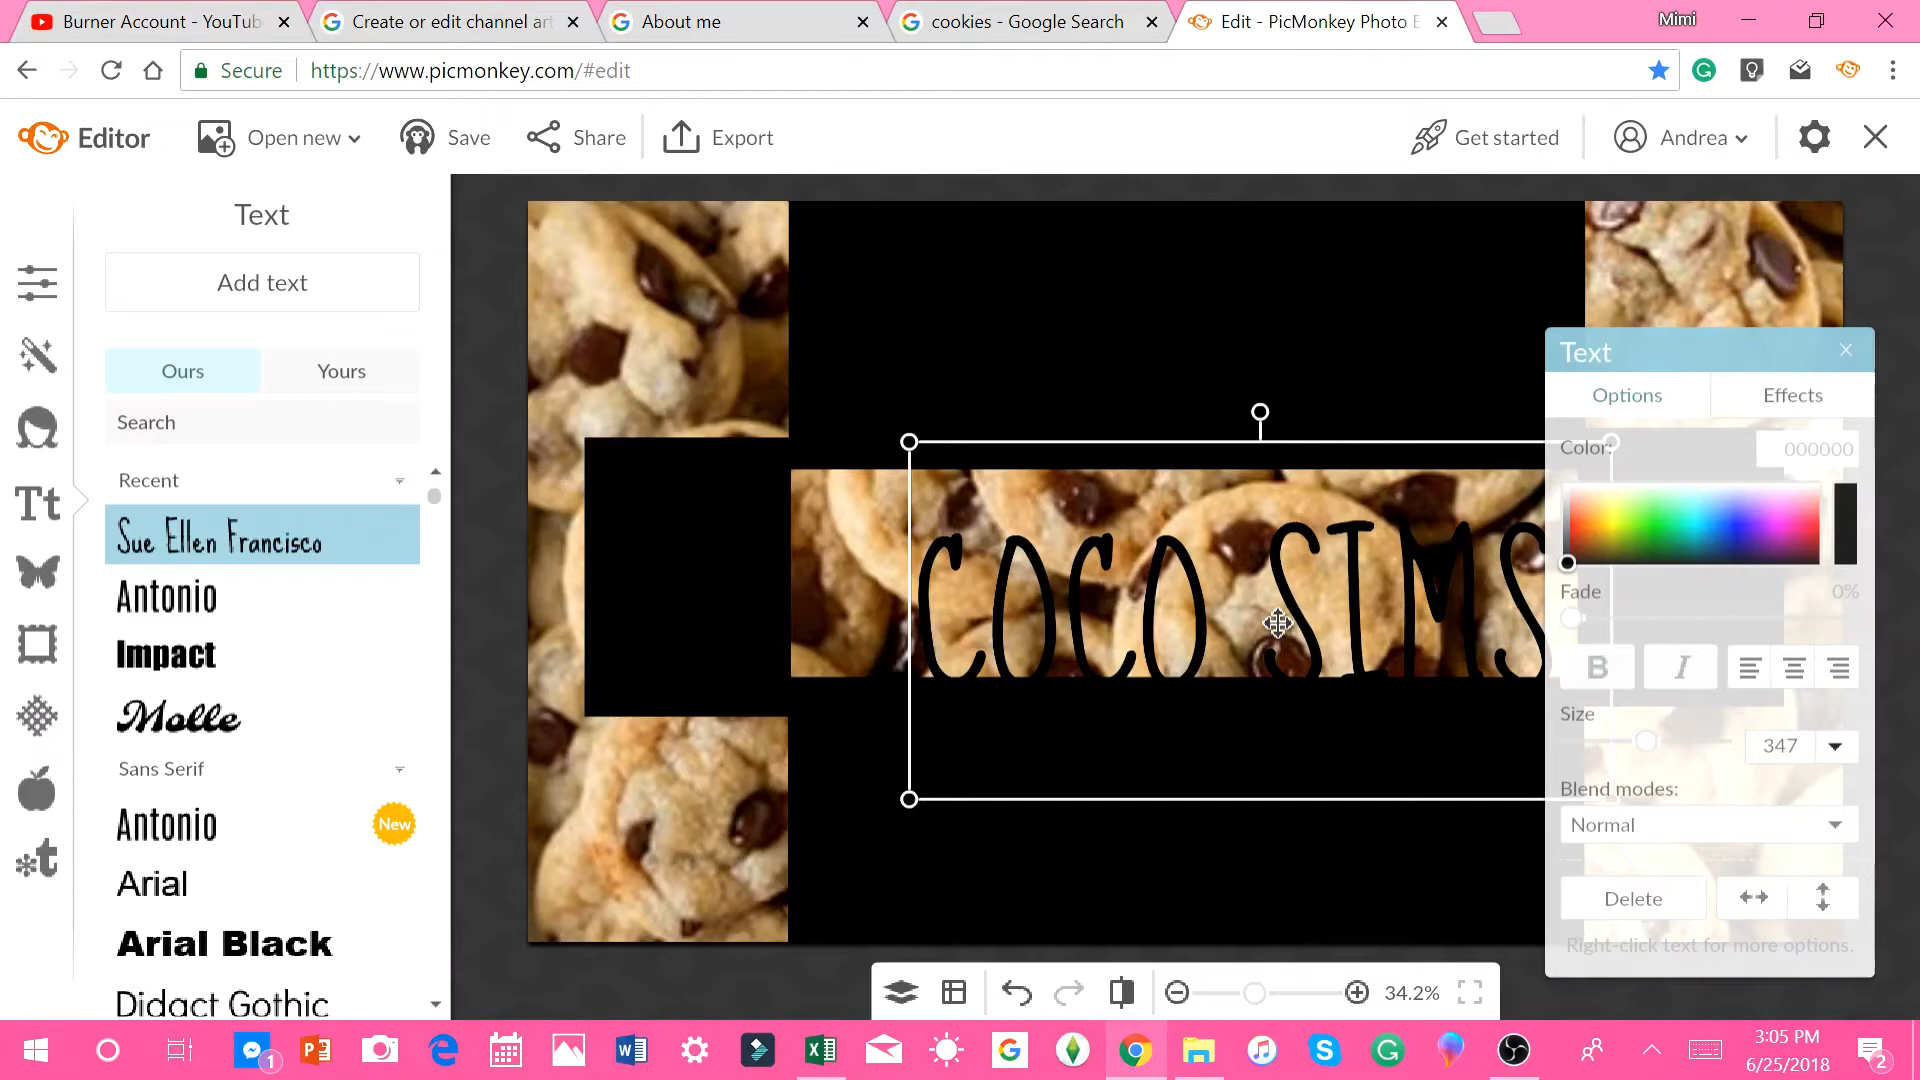 Burner Account - YouTub
Create or edit channel art
About me
cookies - Google Search
Edit - PicMonkey Photo E
Mimi
Secure
https://www.picmonkey.com/#edit
Editor
Open new
Save
Share
Export
Get started
Andrea
Text
Add text
Ours
Yours
Search
Recent
Sue Ellen Francisco
Antonio
Impact
Molle
Sans Serif
Antonio
New
Arial
Arial Black
Didact Gothic
COCO SIMS
Text
Options
Effects
Color:
000000
Fade
0%
B
I
Size
347
Blend modes:
Normal
Delete
Right-click text for more options.
34.2%
1
3:05 PM
6/25/2018
2